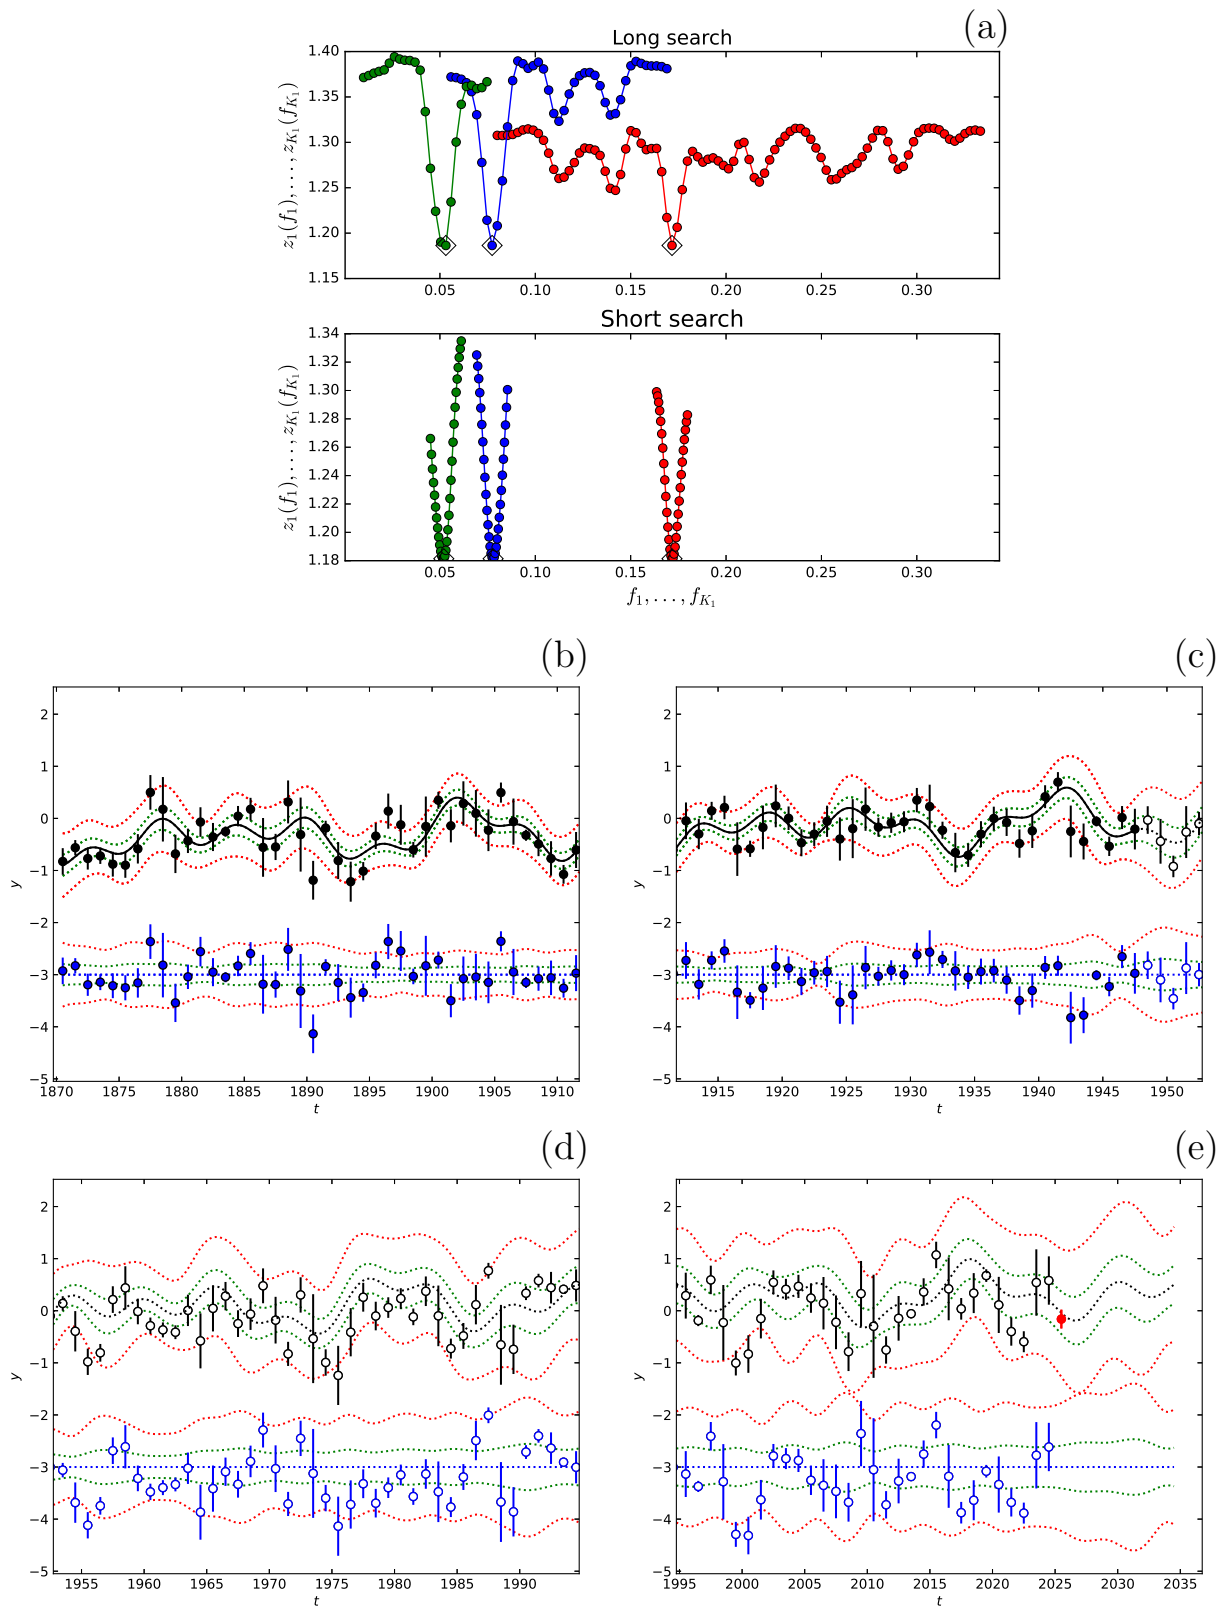 (a)
Long search
1.40
1.35
1.30
1.25
1.20
1.15
0.05 0.10 0.15 0.20 0.25 0.30
z₁(f₁), . . . , z_{K₁}(f_{K₁})
Short search
1.34
1.32
1.30
1.28
1.26
1.24
1.22
1.20
1.18
0.05 0.10 0.15 0.20 0.25 0.30
z₁(f₁), . . . , z_{K₁}(f_{K₁})
f₁, . . . , f_{K₁}
(b)
2
1
0
−1
−2
−3
−4
−5
y
1870 1875 1880 1885 1890 1895 1900 1905 1910
t
(c)
2
1
0
−1
−2
−3
−4
−5
y
1915 1920 1925 1930 1935 1940 1945 1950
t
(d)
2
1
0
−1
−2
−3
−4
−5
y
1955 1960 1965 1970 1975 1980 1985 1990
t
(e)
2
1
0
−1
−2
−3
−4
−5
y
1995 2000 2005 2010 2015 2020 2025 2030 2035
t